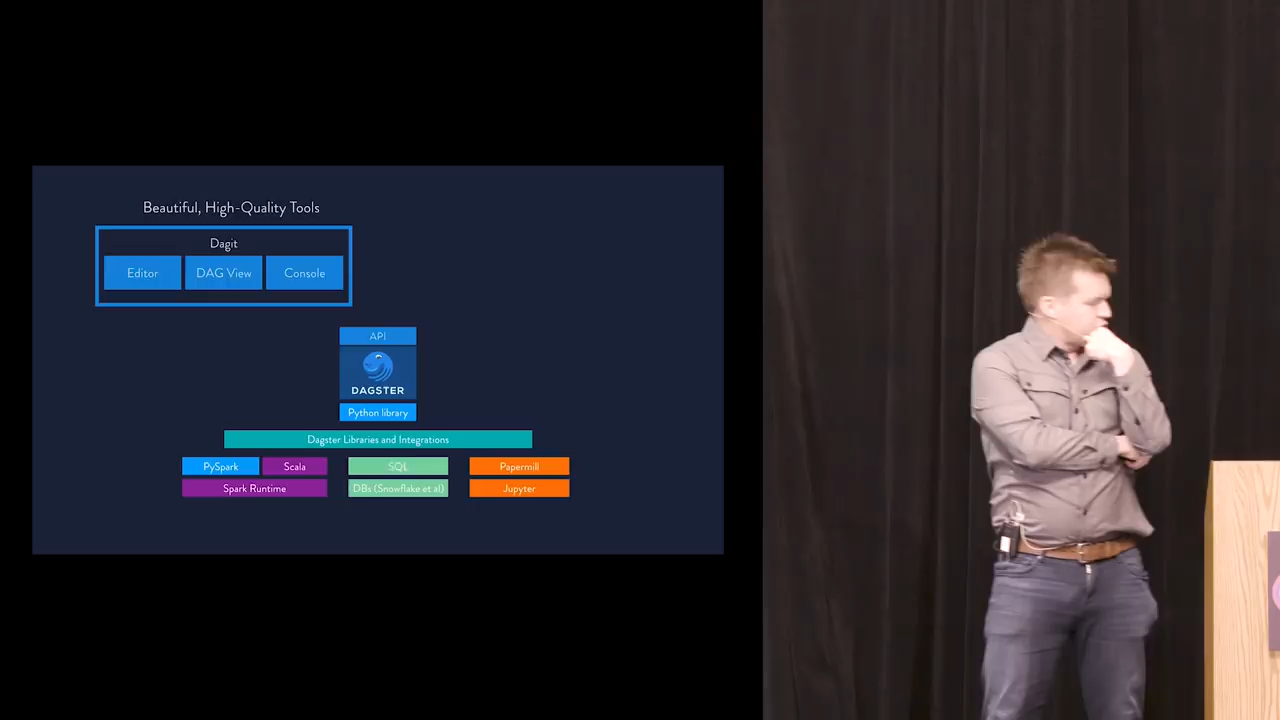 Beautiful, High-Quality Tools
Dagit
Editor DAG View Console
API
DAGSTER
Python library
Dagster Libraries and Integrations
PySpark Scala SQL Papermill
Spark Runtime DBs (Snowflake et al) Jupyter